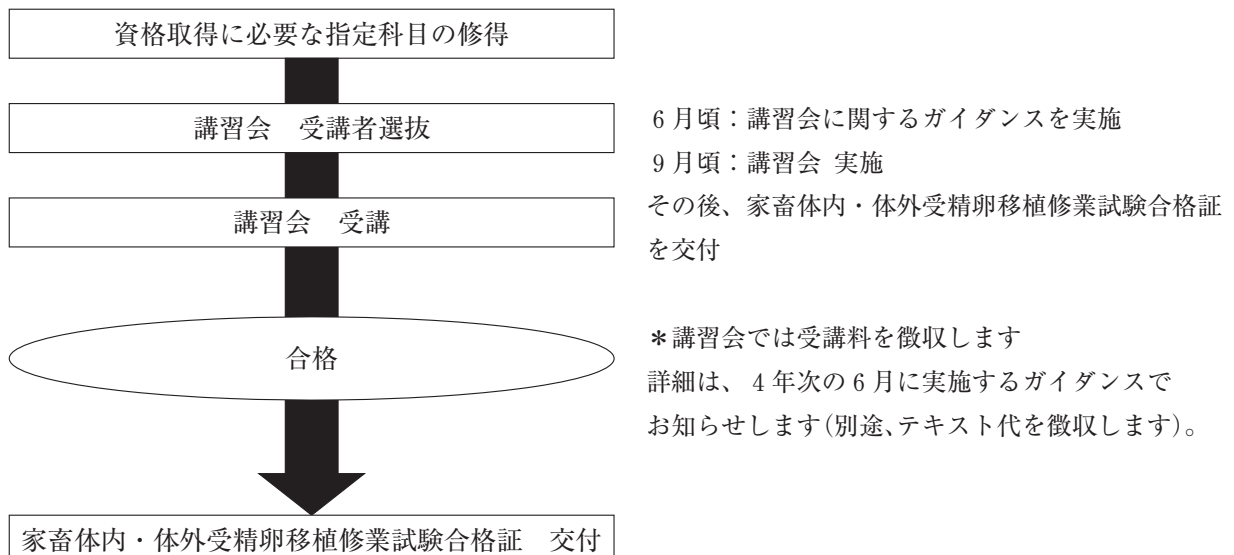 資格取得に必要な指定科目の修得
講習会　受講者選抜
講習会　受講
合格
家畜体内・体外受精卵移植修業試験合格証　交付
6月頃：講習会に関するガイダンスを実施
9月頃：講習会 実施
その後、家畜体内・体外受精卵移植修業試験合格証
を交付
＊講習会では受講料を徴収します
詳細は、4年次の6月に実施するガイダンスで
お知らせします（別途、テキスト代を徴収します）。